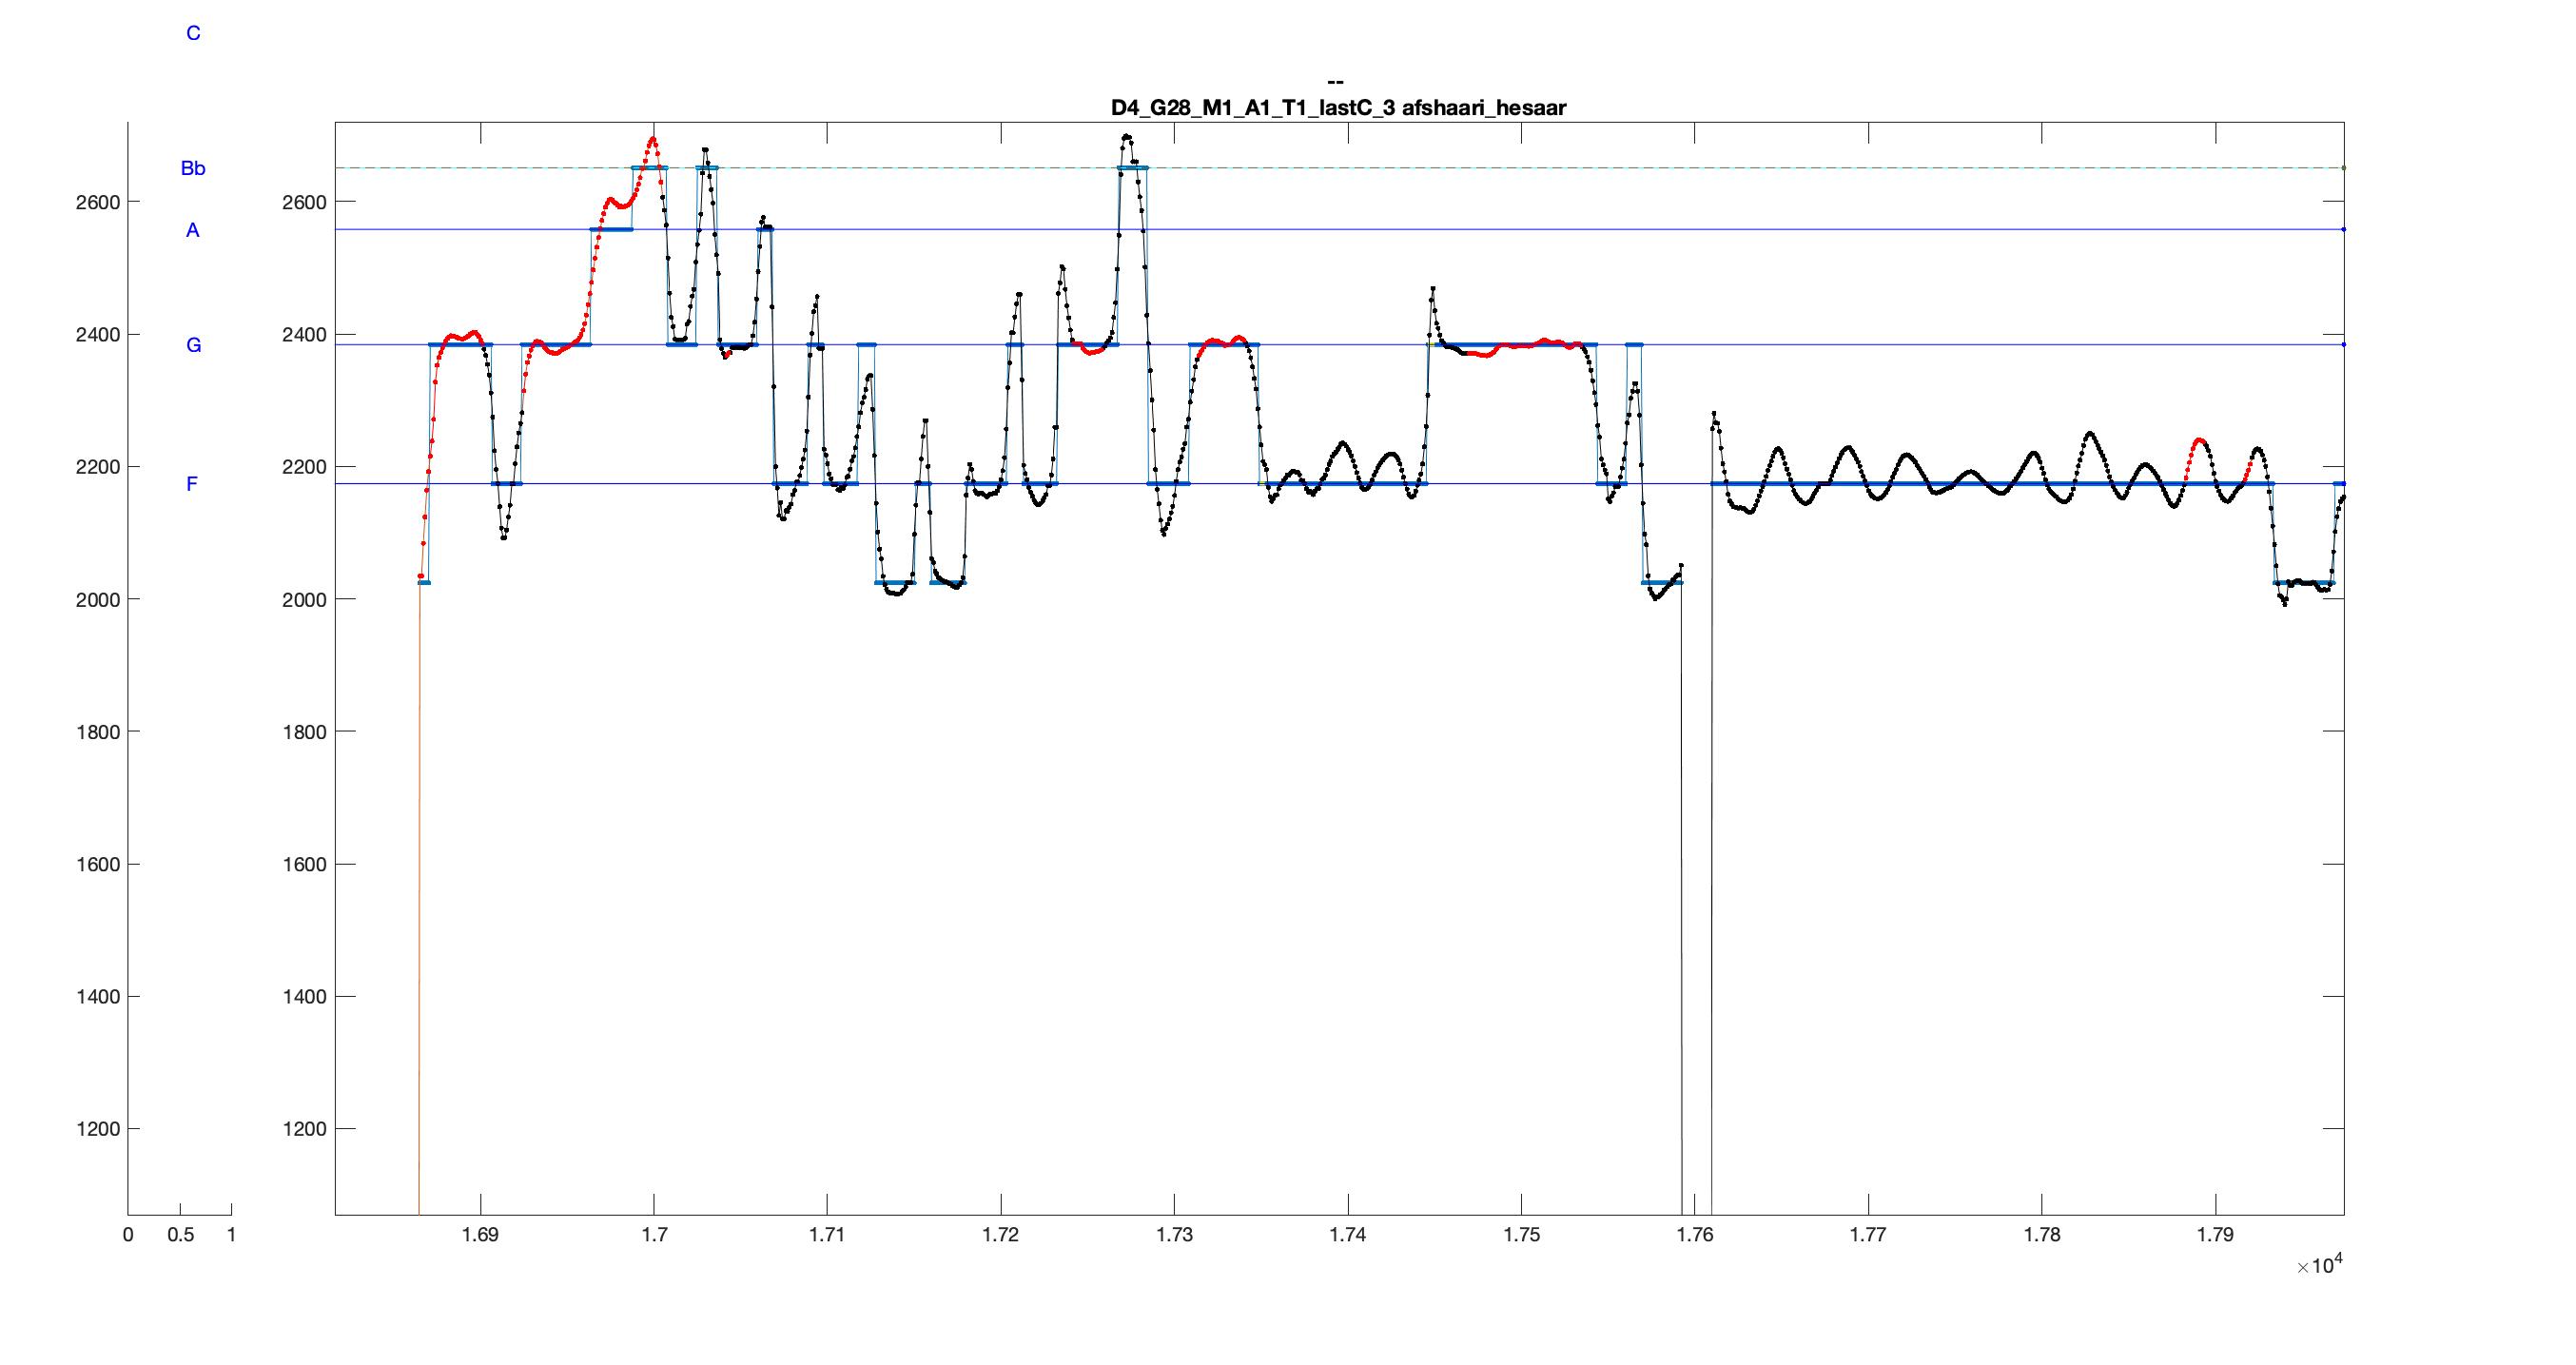 C
--
D4_G28_M1_A1_T1_lastC_3 afshaari_hesaar
Bb
2600 2600
A
2400 2400
G
2200 2200
F
2000 2000
1800 1800
1600 1600
1400 1400
1200 1200
0 0.5 1 1.69 1.7 1.71 1.72 1.73 1.74 1.75 1.76 1.77 1.78 1.79
×10⁴